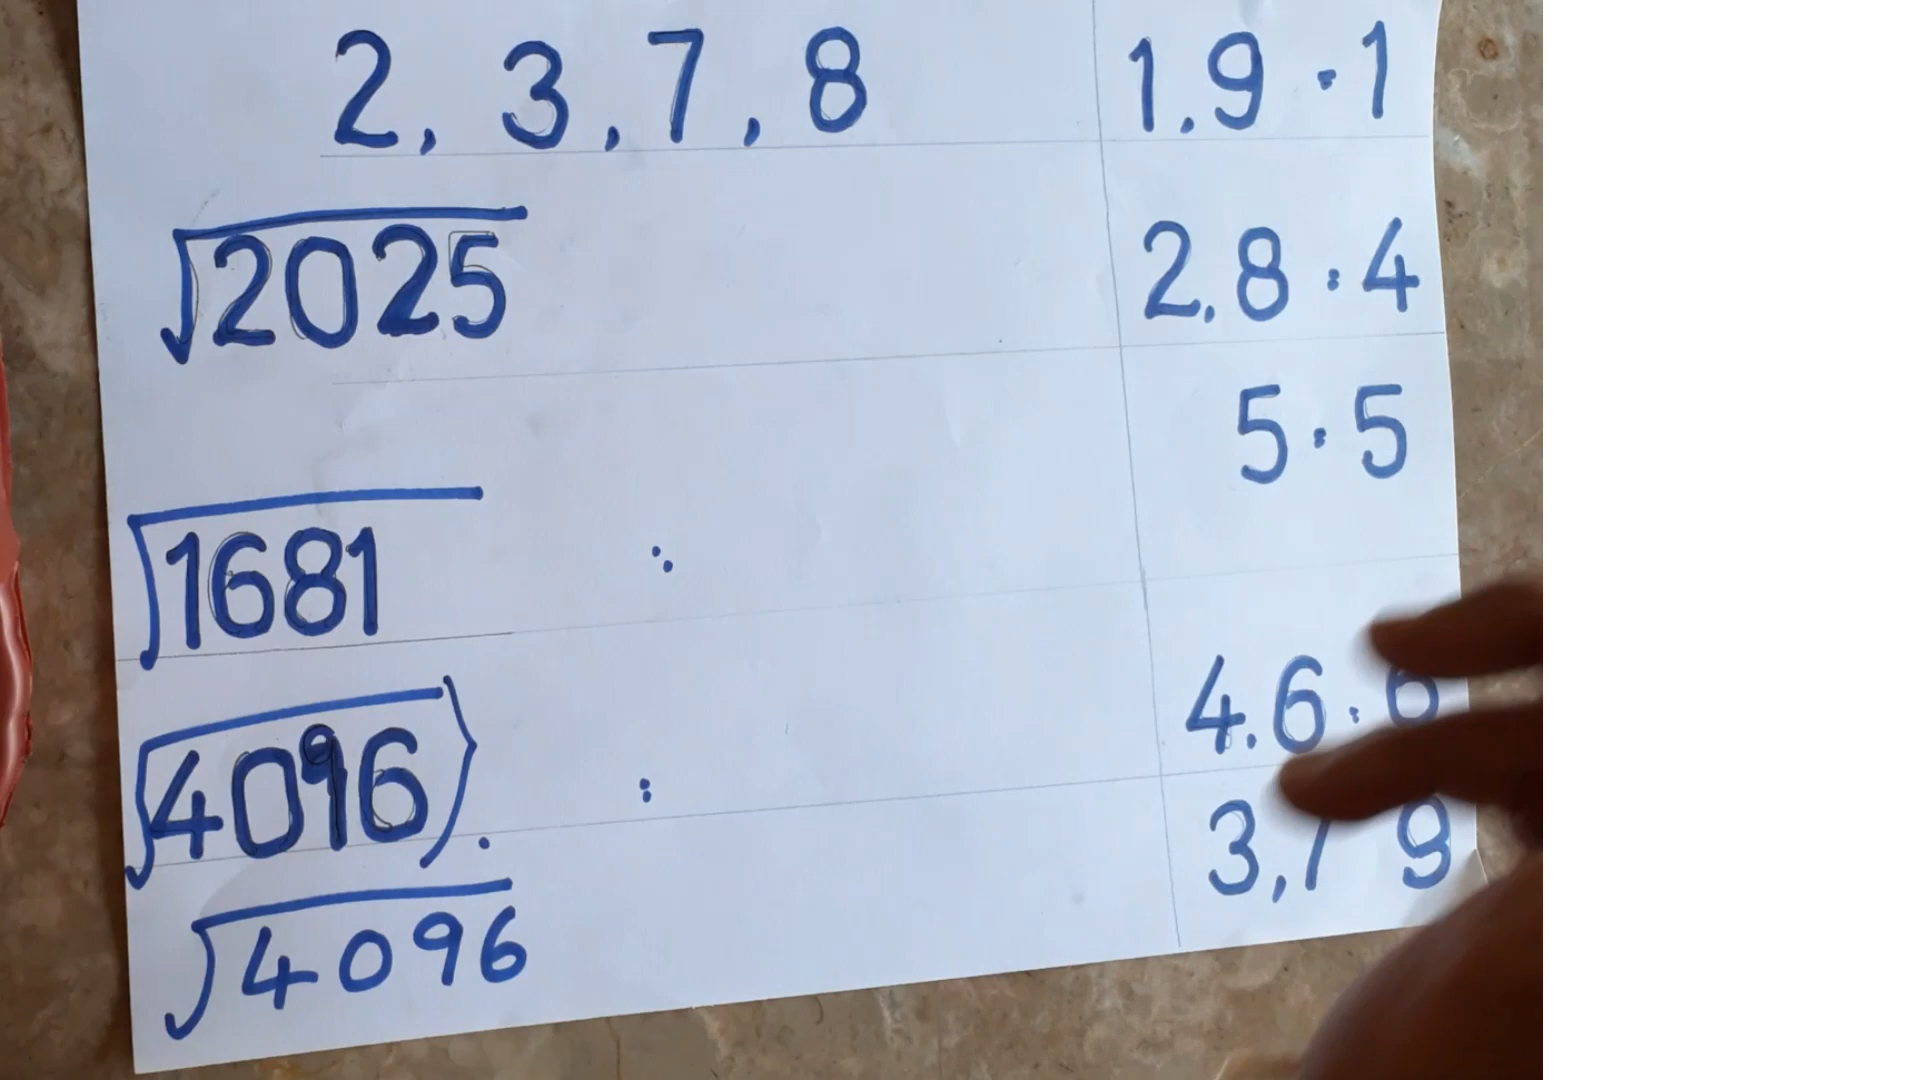 2, 3, 7, 8
1.9 : 1
√2025
2.8 : 4
5 : 5
√1681 :
√4096) :
4.6 : 6
3,
9
√4096